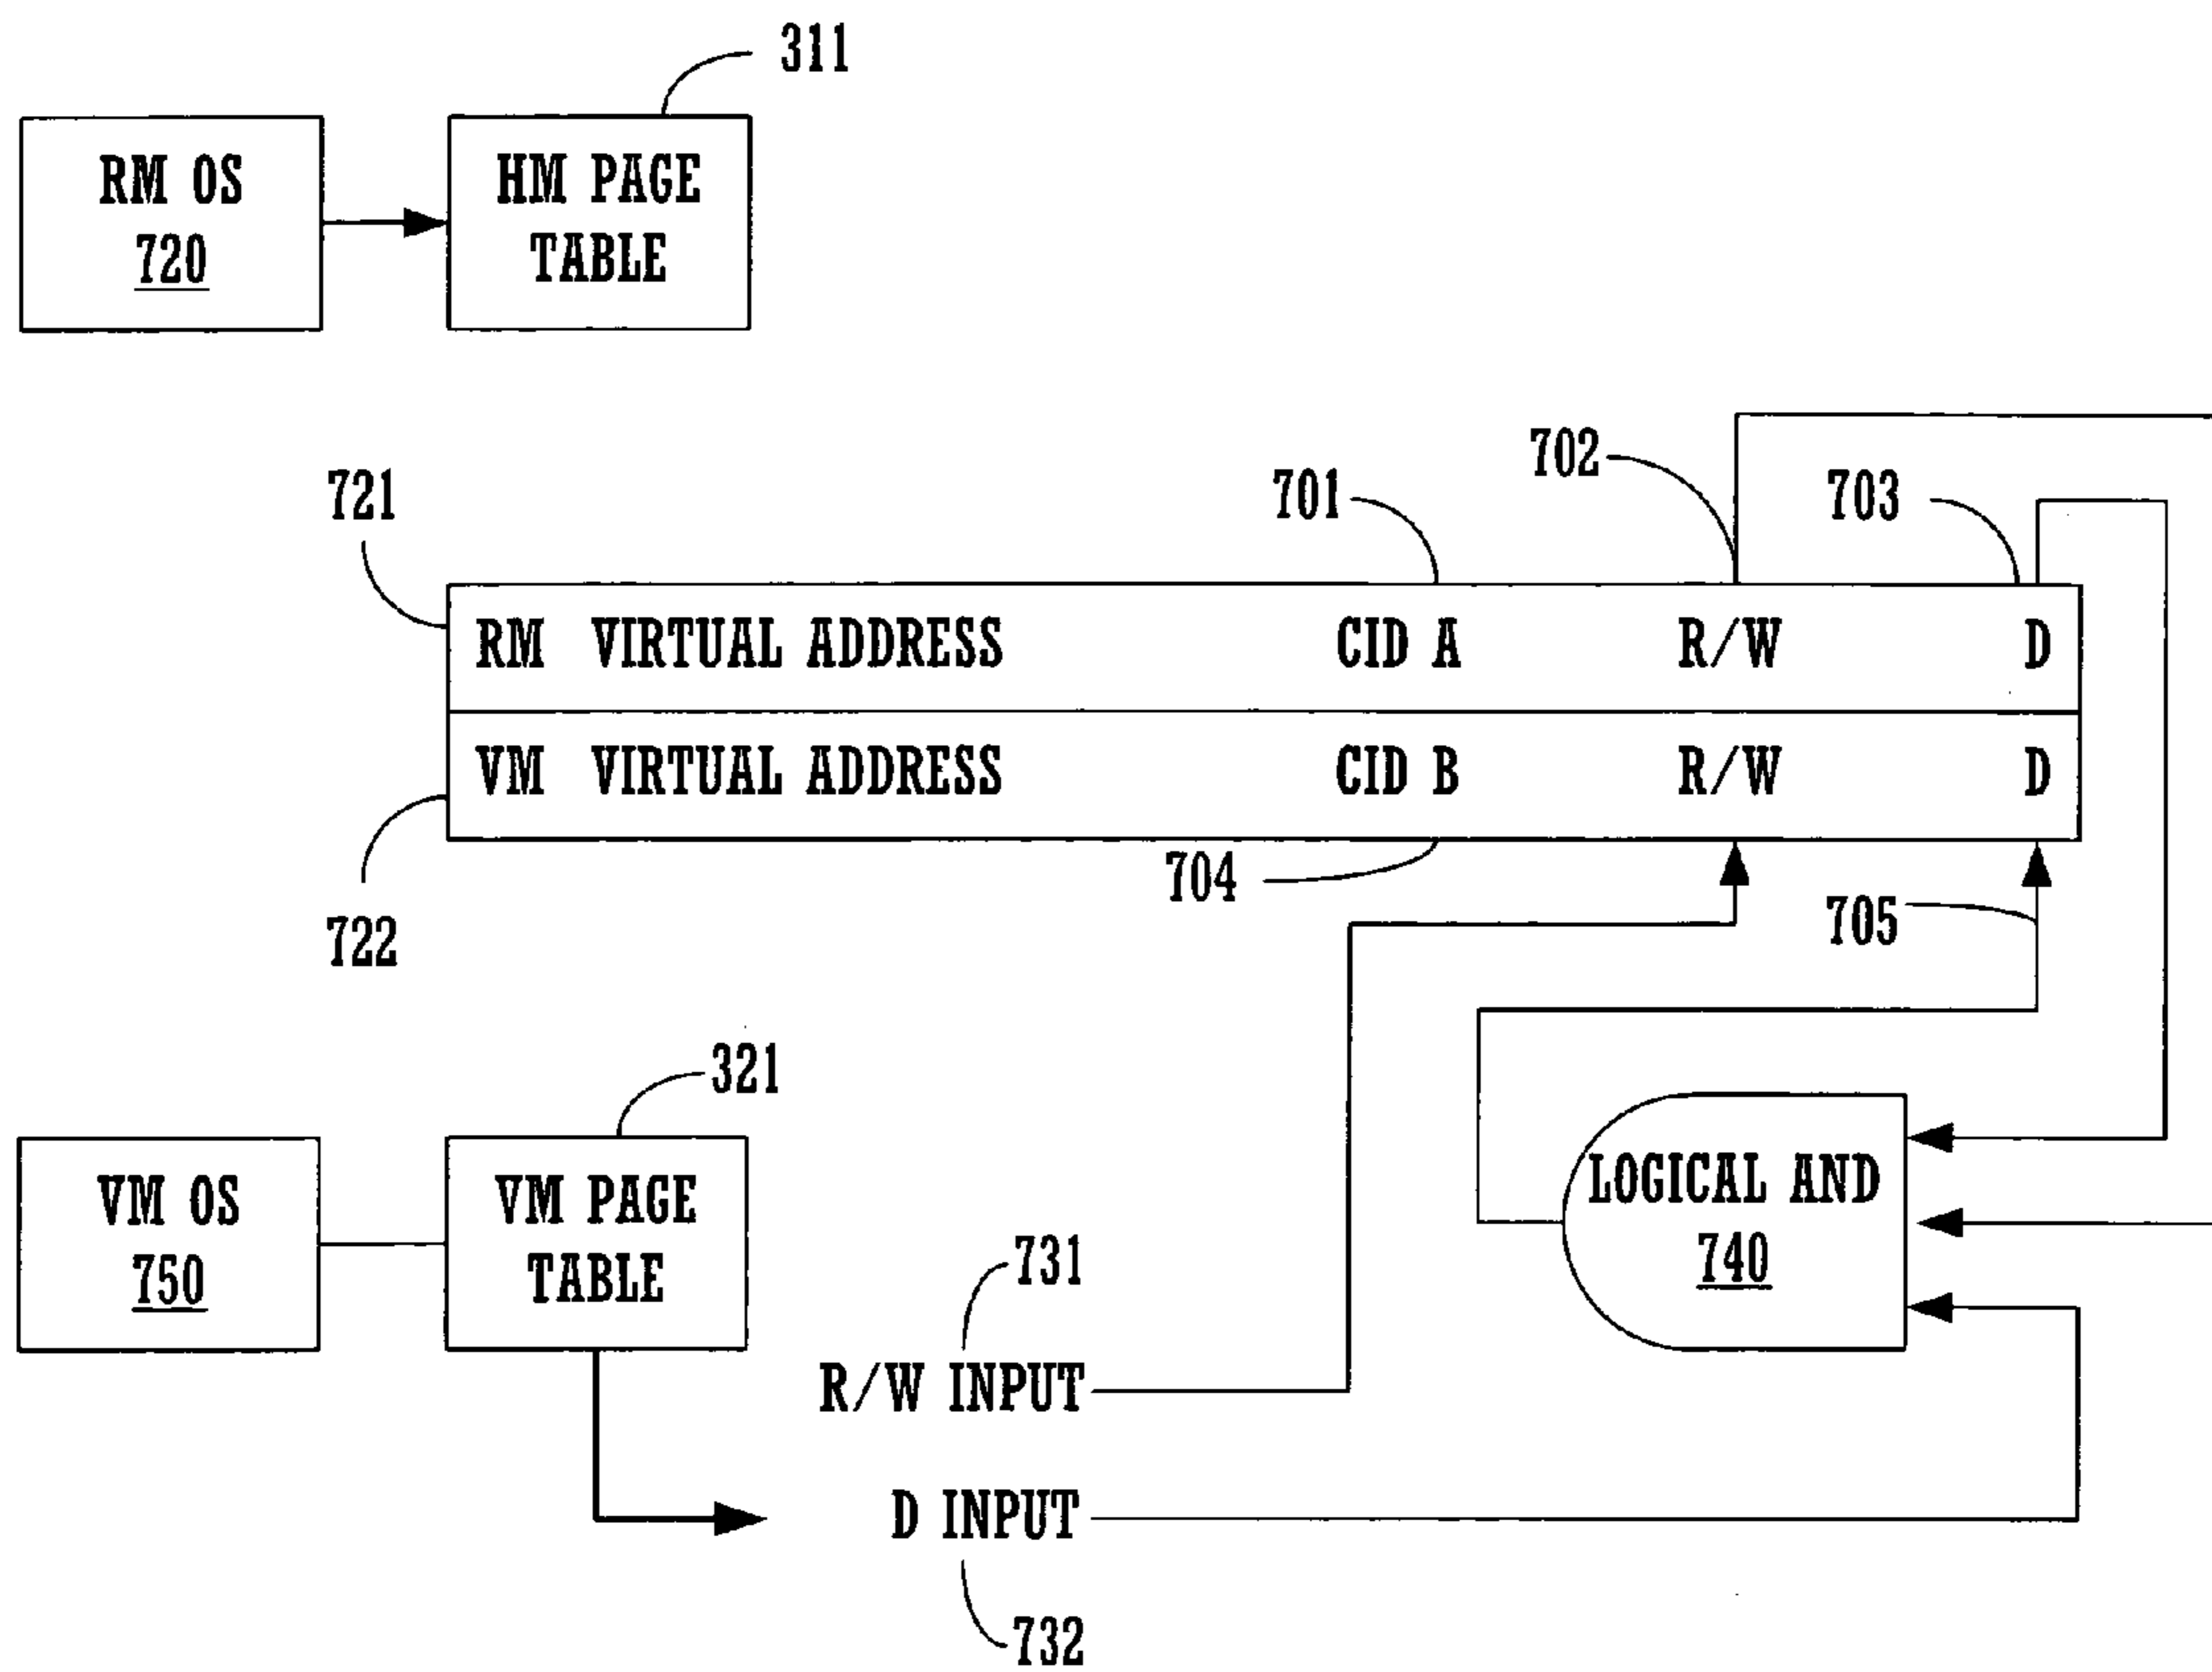 311
RM OS
720
HM PAGE
TABLE
721
701
702
703
RM VIRTUAL ADDRESS CID A R/W D
VM VIRTUAL ADDRESS CID B R/W D
722
704
705
321
VM OS
750
VM PAGE
TABLE
LOGICAL AND
740
731
R/W INPUT
D INPUT
732